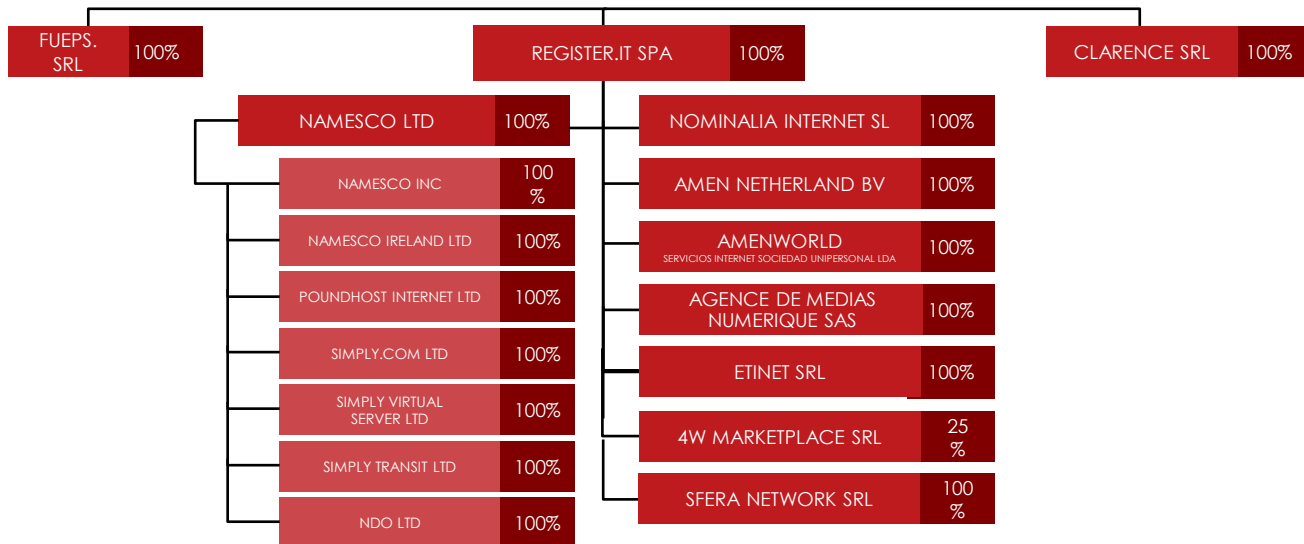 FUEPS.
SRL
100%
REGISTER.IT SPA
100%
CLARENCE SRL
100%
NAMESCO LTD
100%
NAMESCO INC
100
%
NAMESCO IRELAND LTD
100%
POUNDHOST INTERNET LTD
100%
SIMPLY.COM LTD
100%
SIMPLY VIRTUAL
SERVER LTD
100%
SIMPLY TRANSIT LTD
100%
NDO LTD
100%
NOMINALIA INTERNET SL
100%
AMEN NETHERLAND BV
100%
AMENWORLD
SERVICIOS INTERNET SOCIEDAD UNIPERSONAL LDA
100%
AGENCE DE MEDIAS
NUMERIQUE SAS
100%
ETINET SRL
100%
4W MARKETPLACE SRL
25
%
SFERA NETWORK SRL
100
%